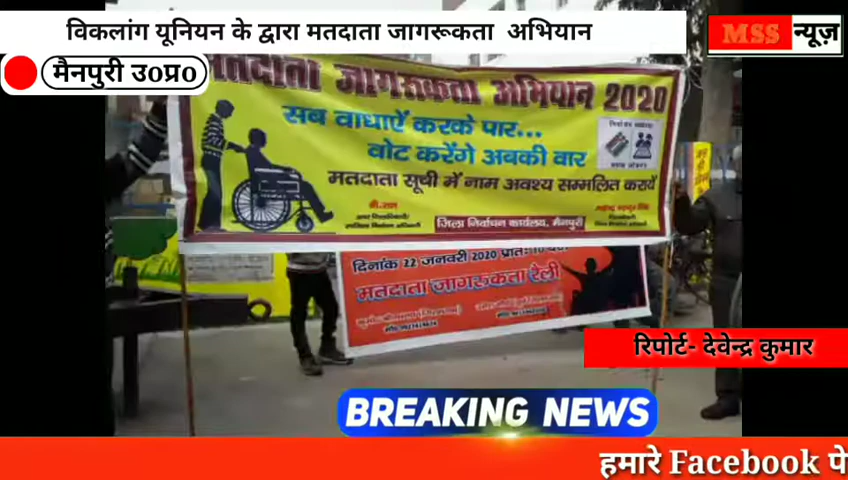 विकलांग यूनियन के द्वारा मतदाता जागरूकता अभियान
MSS न्यूज़
मैनपुरी उ०प्र०
मतदाता जागरूकता अभियान 2020
सब बाधाऐं करके पार...
वोट करेंगे अबकी बार
मतदाता सूची में नाम अवश्य सम्मलित करायें
जिला निर्वाचन कार्यालय, मैनपुरी
दिनांक 22 जनवरी 2020 प्रातः
मतदाता जागरूकता रैली
रिपोर्ट- देवेन्द्र कुमार
BREAKING NEWS
हमारे Facebook पे